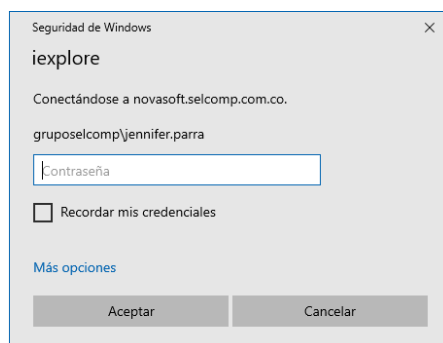 Seguridad de Windows
iexplore
Conectándose a novasoft.selcomp.com.co.
gruposelcomp\jennifer.parra
Contraseña
Recordar mis credenciales
Más opciones
Aceptar Cancelar